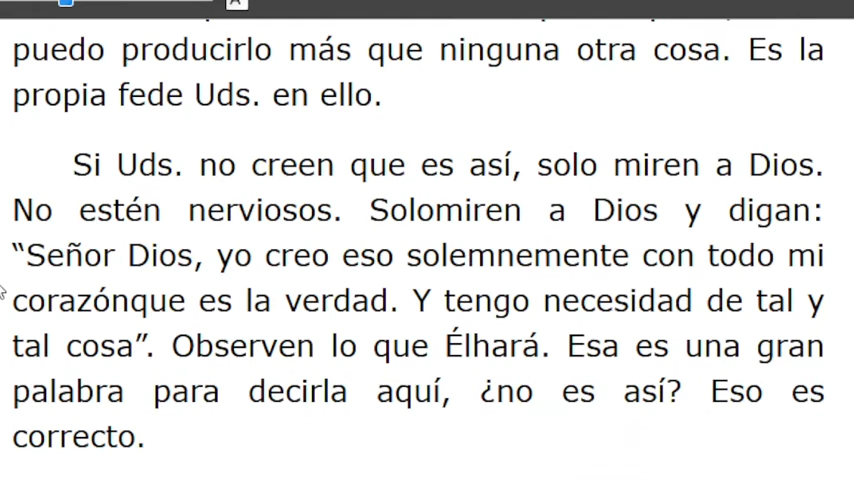 puedo producirlo más que ninguna otra cosa. Es la
propia fede Uds. en ello.
Si Uds. no creen que es así, solo miren a Dios.
No estén nerviosos. Solomiren a Dios y digan:
“Señor Dios, yo creo eso solemnemente con todo mi
corazónque es la verdad. Y tengo necesidad de tal y
tal cosa”. Observen lo que Élhará. Esa es una gran
palabra para decirla aquí, ¿no es así? Eso es
correcto.